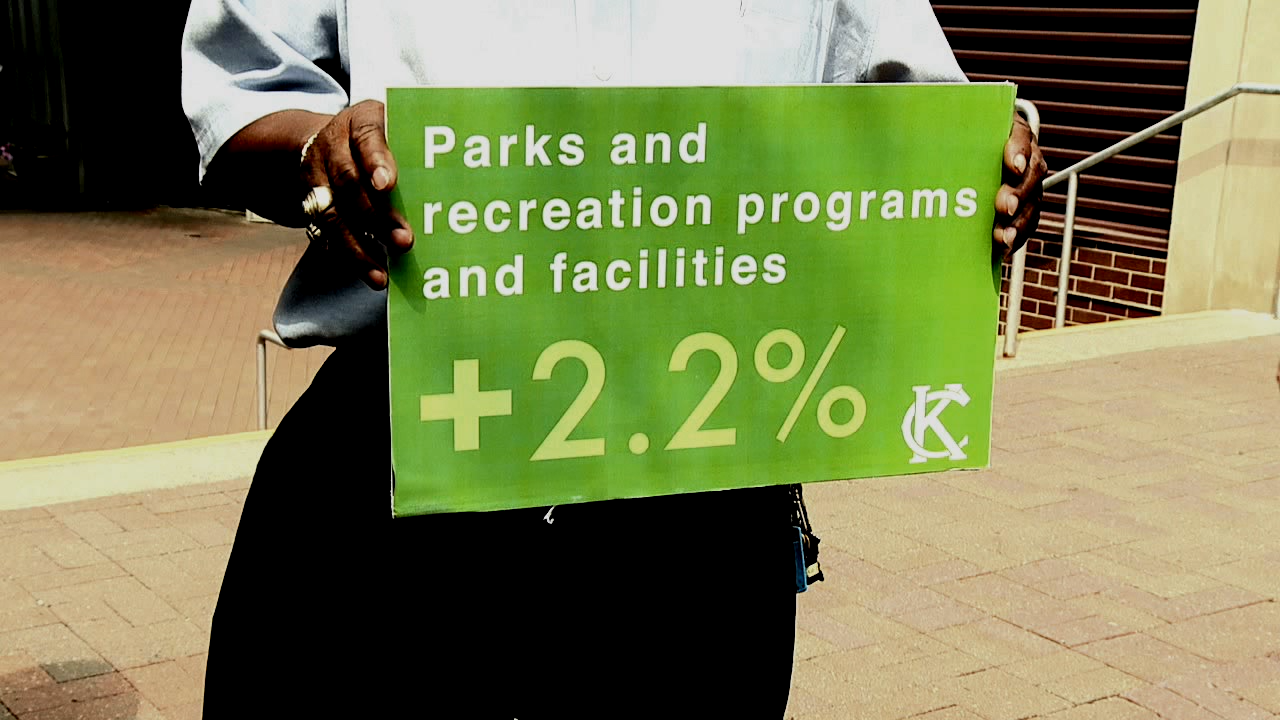 Parks and
recreation programs
and facilities
+2.2%
KC